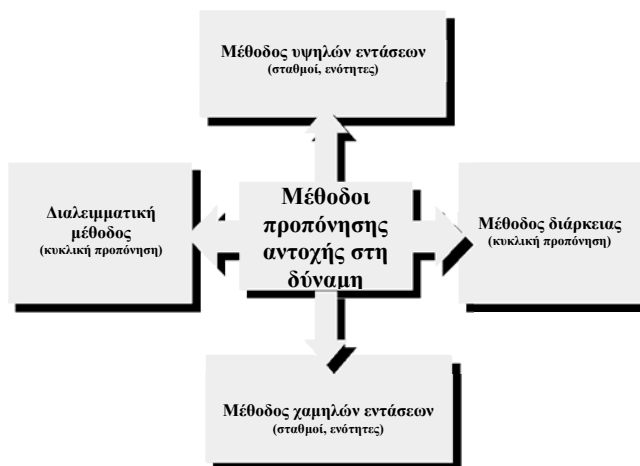 Μέθοδος υψηλών εντάσεων
(σταθμοί, ενότητες)
Διαλειμματική
μέθοδος
(κυκλική προπόνηση)
Μέθοδοι
προπόνησης
αντοχής στη
δύναμη
Μέθοδος διάρκειας
(κυκλική προπόνηση)
Μέθοδος χαμηλών εντάσεων
(σταθμοί, ενότητες)